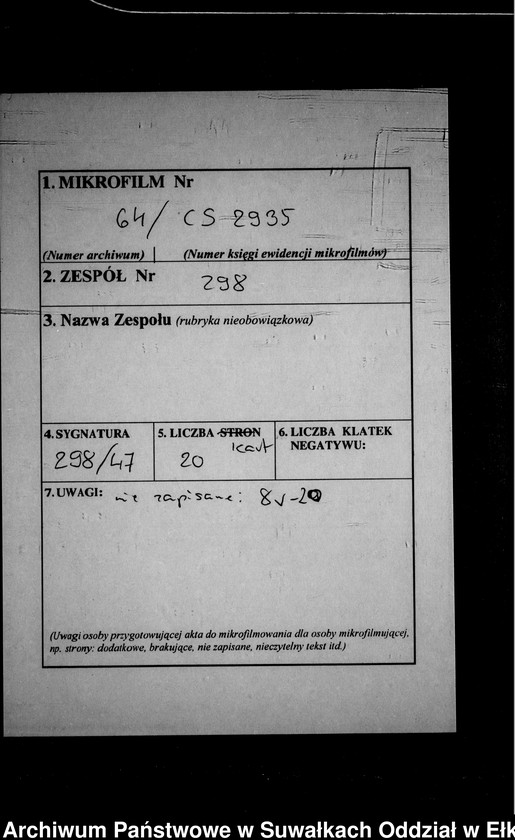 1. MIKROFILM Nr
64/ CS-2935
(Numer archiwum) | (Numer księgi ewidencji mikrofilmów)
2. ZESPÓŁ Nr
298
3. Nazwa Zespołu (rubryka nieobowiązkowa)
4. SYGNATURA
298/47
5. LICZBA STRON
kart
20
6. LICZBA KLATEK
NEGATYWU:
7. UWAGI: nie zapisane: 8v-20
(Uwagi osoby przygotowującej akta do mikrofilmowania dla osoby mikrofilmującej,
np. strony: dodatkowe, brakujące, nie zapisane, nieczytelny tekst itd.)
Archiwum Państwowe w Suwałkach Oddział w Ełk